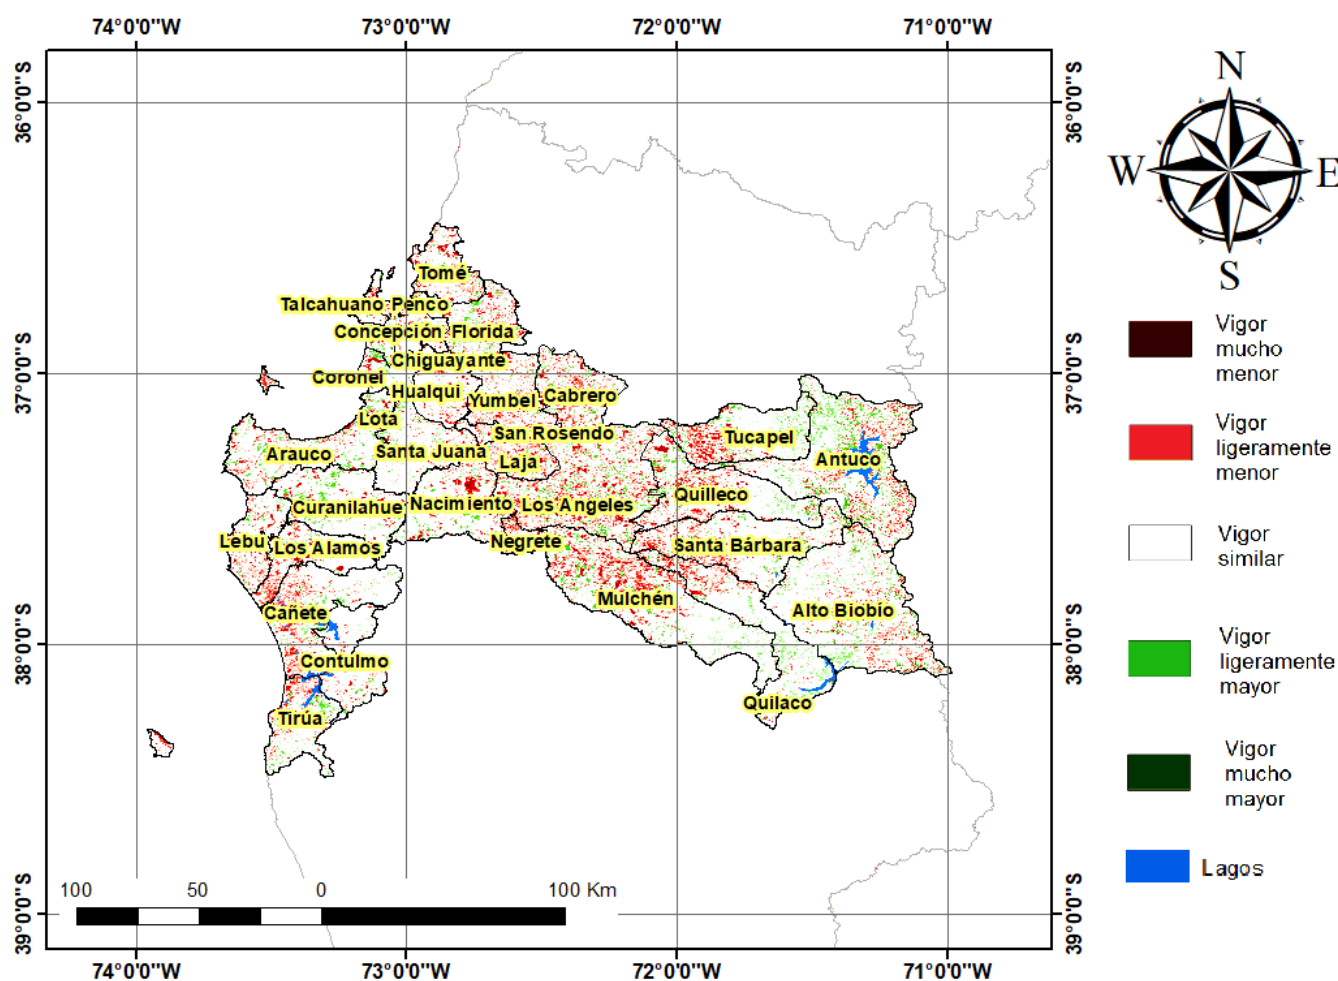 74°0'0"W
73°0'0"W
72°0'0"W
71°0'0"W
36°0'0"S
36°0'0"S
37°0'0"S
37°0'0"S
38°0'0"S
38°0'0"S
39°0'0"S
39°0'0"S
N
W
E
S
Tomé
Talcahuano
Penco
Concepción
Florida
Chiguayante
Coronel
Hualqui
Yumbel
Cabrero
Lota
San Rosendo
Tucapel
Arauco
Santa Juana
Laja
Antuco
Curanilahue
Nacimiento
Los Angeles
Quilleco
Lebu
Los Alamos
Negrete
Santa Bárbara
Mulchén
Alto Biobío
Cañete
Contulmo
Quilaco
Tirúa
Vigor
mucho
menor
Vigor
ligeramente
menor
Vigor
similar
Vigor
ligeramente
mayor
Vigor
mucho
mayor
Lagos
100
50
0
100 Km
74°0'0"W
73°0'0"W
72°0'0"W
71°0'0"W